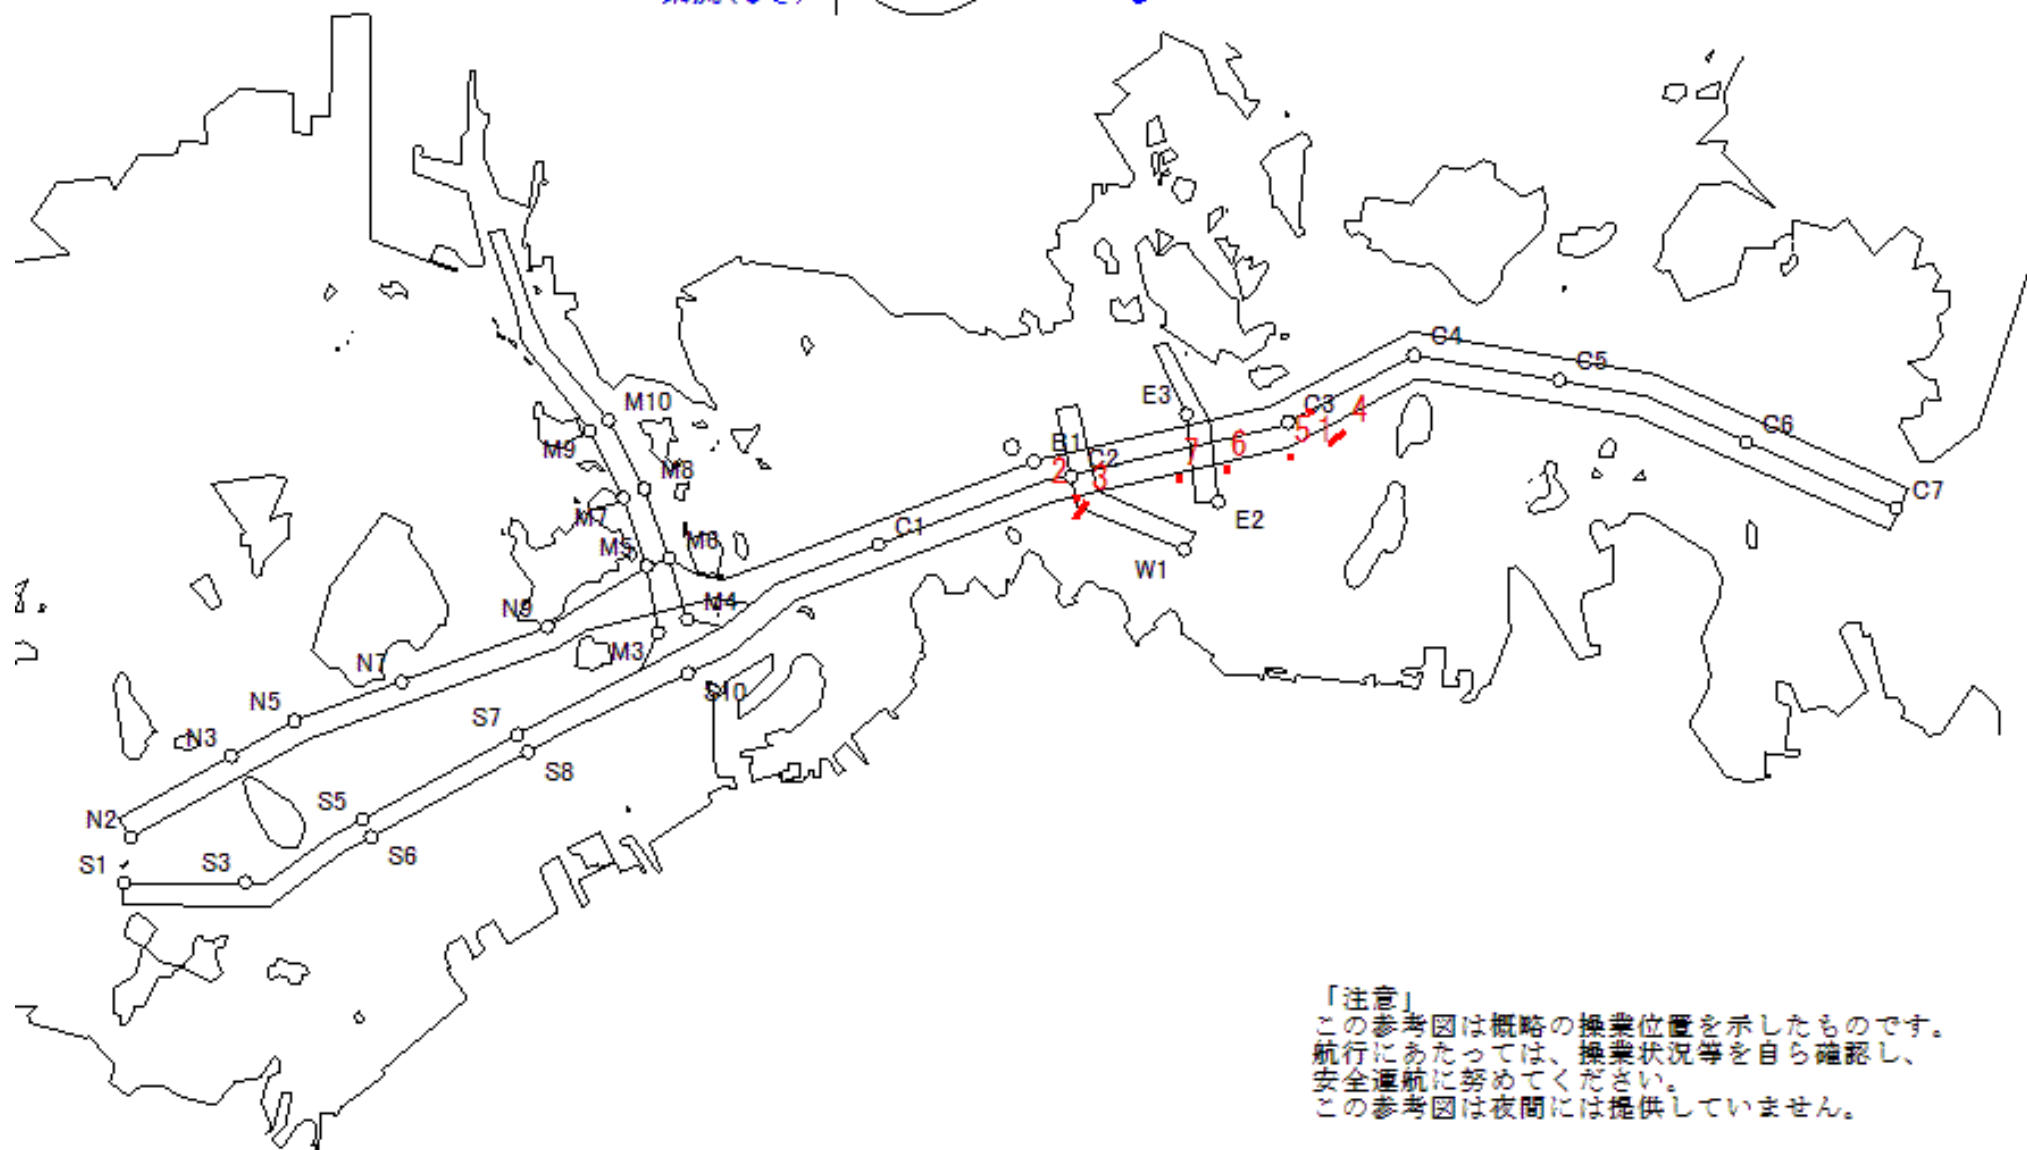 C4
C5
M10
E3
C3
4
5
1
C6
M9
B1
6
7
M8
C2
2
3
C7
M7
E2
C1
M5
M6
W1
N9
M4
M3
N7
S10
N5
S7
N3
S8
S5
N2
S6
S1
S3
「注意」
この参考図は概略の操業位置を示したものです。
航行にあたっては、操業状況等を自ら確認し、
安全運航に努めてください。
この参考図は夜間には提供していません。